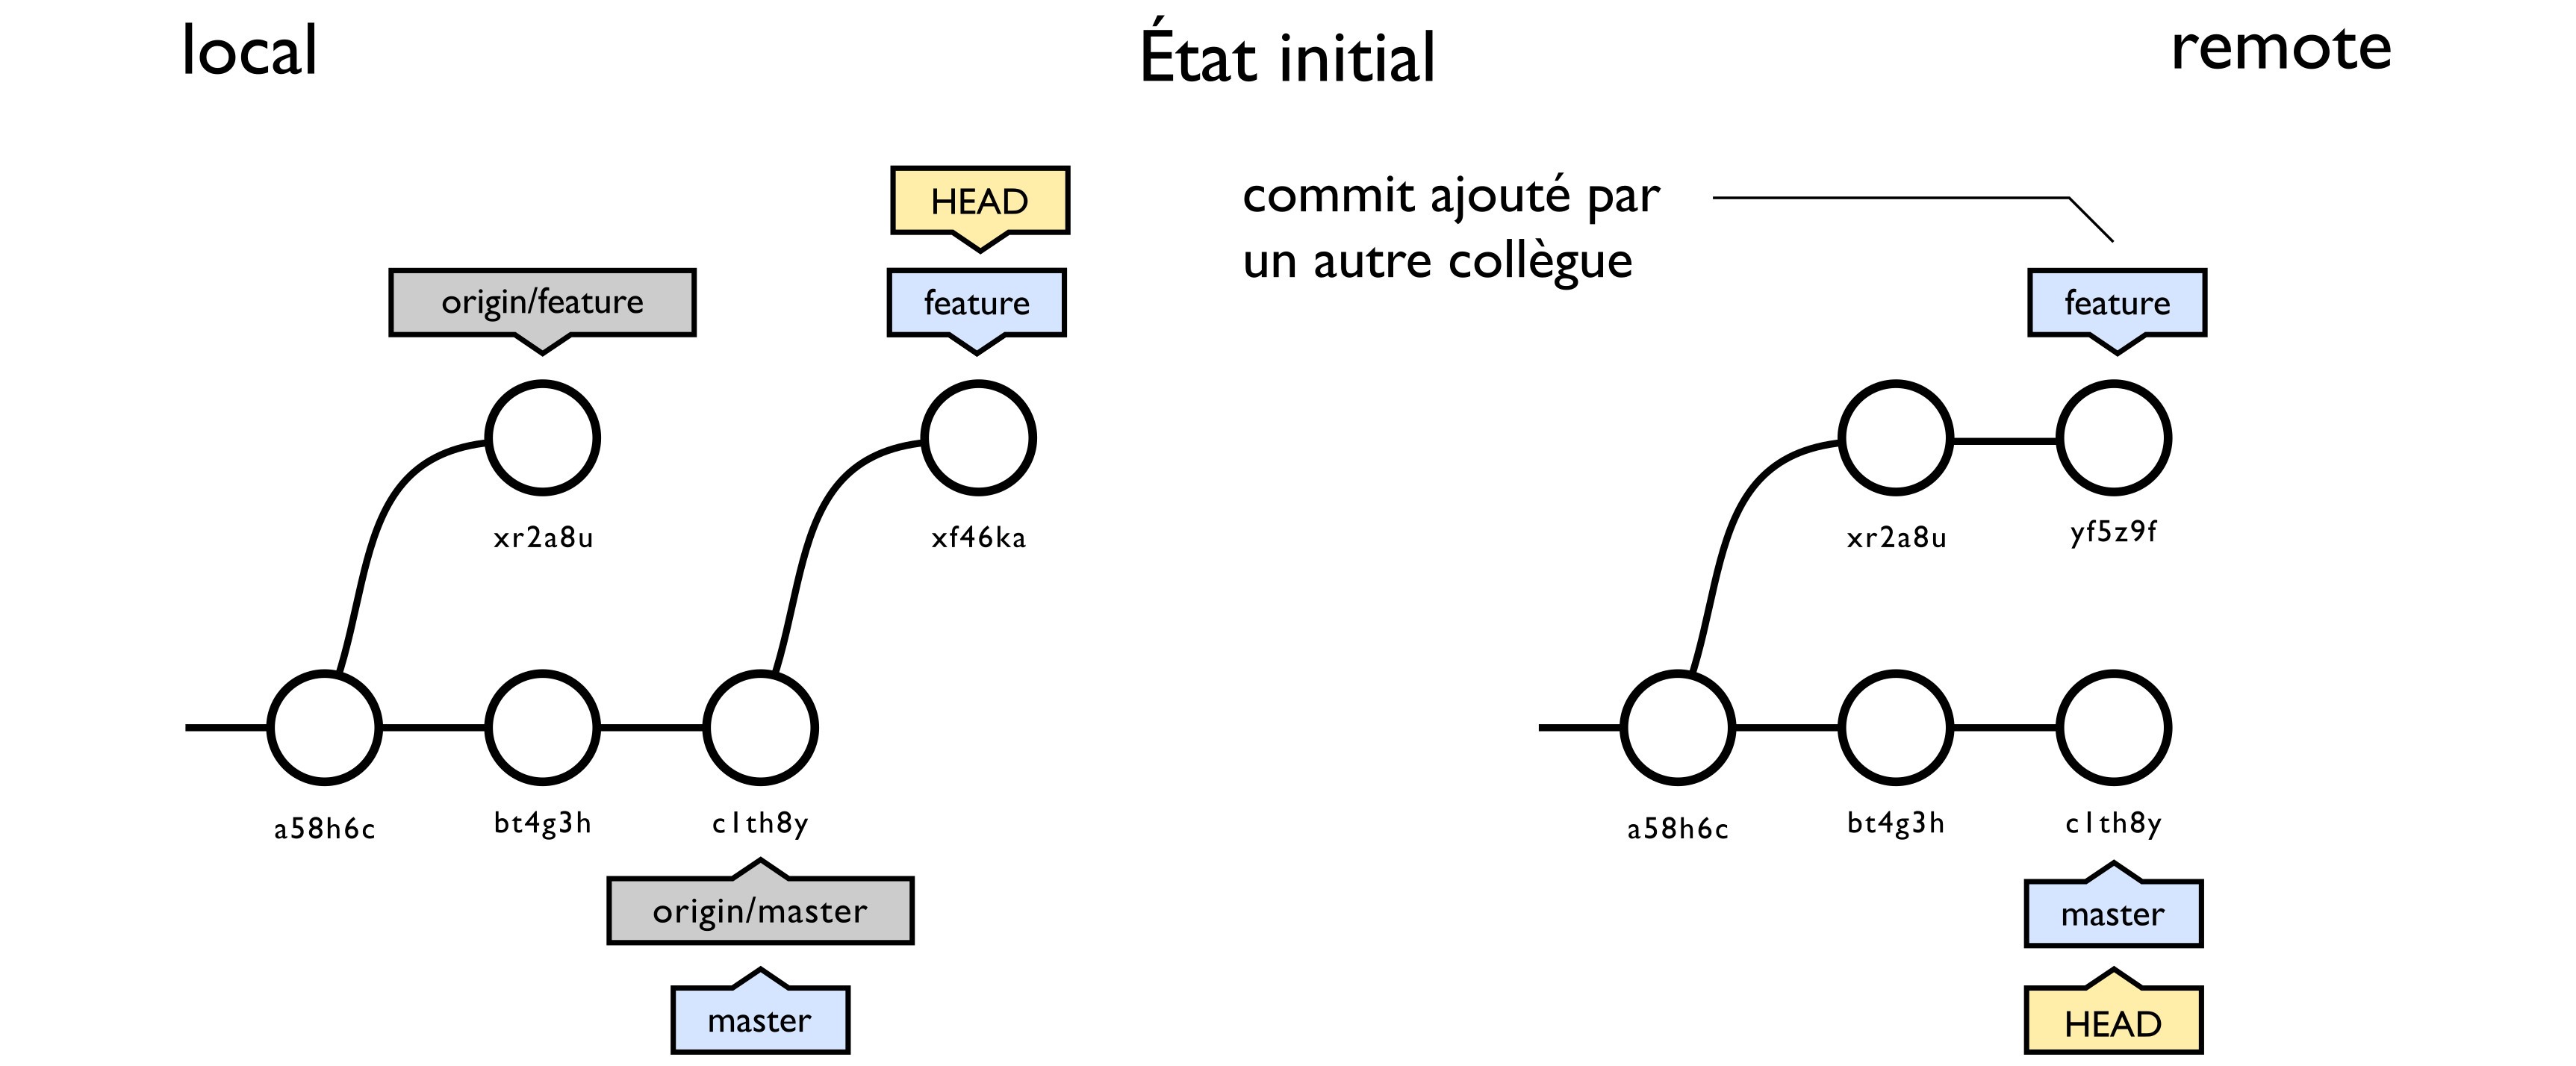 local
État initial
remote
HEAD
commit ajouté par
un autre collègue
origin/feature
feature
feature
xr2a8u
xf46ka
xr2a8u
yf5z9f
a58h6c
bt4g3h
c1th8y
a58h6c
bt4g3h
c1th8y
origin/master
master
master
HEAD